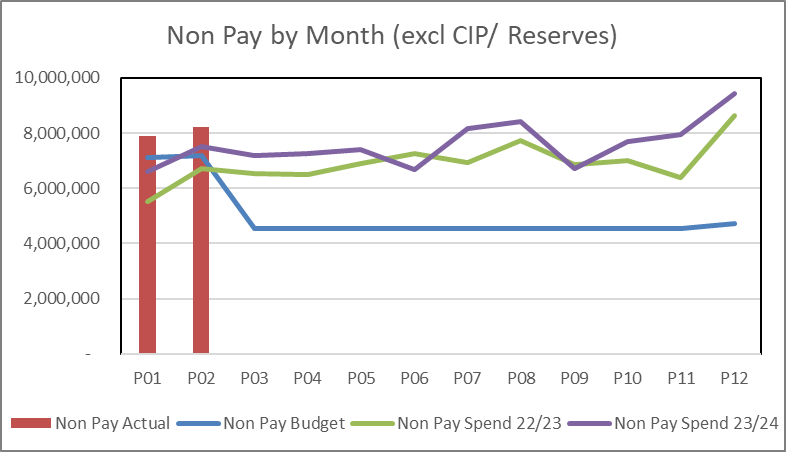 Non Pay by Month (excl CIP/ Reserves)
10,000,000
8,000,000
6,000,000
4,000,000
2,000,000
-
P01 P02 P03 P04 P05 P06 P07 P08 P09 P10 P11 P12
Non Pay Actual Non Pay Budget Non Pay Spend 22/23 Non Pay Spend 23/24